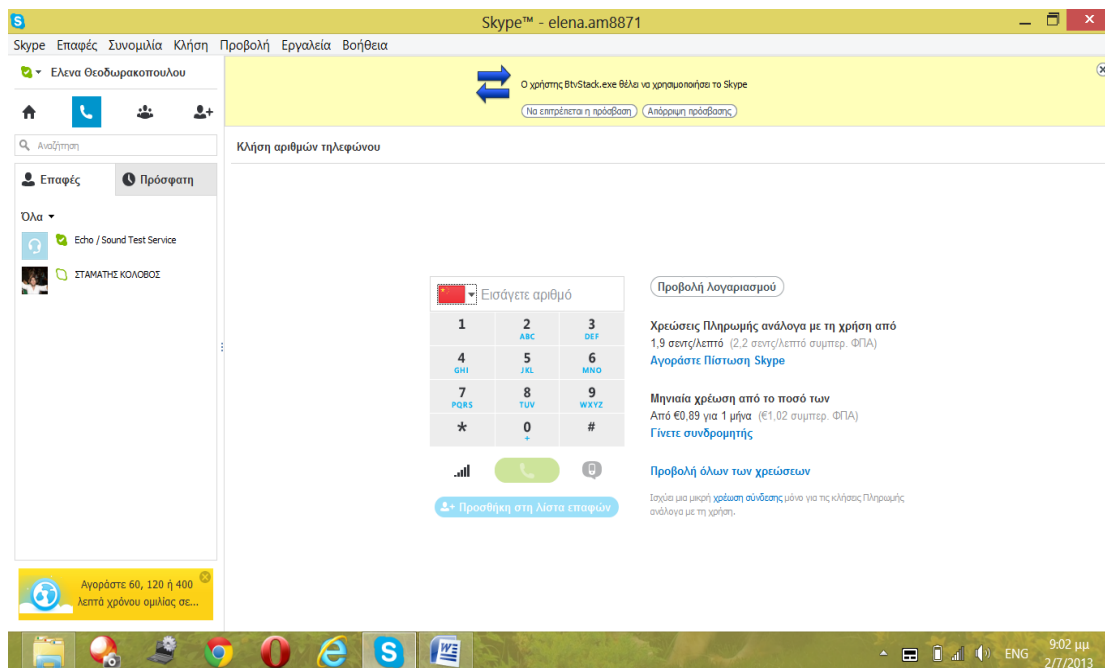 Skype™ - elena.am8871
Skype Επαφές Συνομιλία Κλήση Προβολή Εργαλεία Βοήθεια
Ελενα Θεοδωρακοπουλου
Αναζήτηση
Επαφές Πρόσφατη
Όλα
Echo / Sound Test Service
ΣΤΑΜΑΤΗΣ ΚΟΛΟΒΟΣ
Αγοράστε 60, 120 ή 400
λεπτά χρόνου ομιλίας σε...
Ο χρήστης BtvStack.exe θέλει να χρησιμοποιήσει το Skype
Να επιτρέπεται η πρόσβαση Απόρριψη πρόσβασης
Κλήση αριθμών τηλεφώνου
Εισάγετε αριθμό
1 2 3
ABC DEF
4 5 6
GHI JKL MNO
7 8 9
PQRS TUV WXYZ
* 0 #
+
Προσθήκη στη λίστα επαφών
Προβολή λογαριασμού
Χρεώσεις Πληρωμής ανάλογα με τη χρήση από
1,9 σεντς/λεπτό (2,2 σεντς/λεπτό συμπερ. ΦΠΑ)
Αγοράστε Πίστωση Skype
Μηνιαία χρέωση από το ποσό των
Από €0,89 για 1 μήνα (€1,02 συμπερ. ΦΠΑ)
Γίνετε συνδρομητής
Προβολή όλων των χρεώσεων
Ισχύει μια μικρή χρέωση σύνδεσης μόνο για τις κλήσεις Πληρωμής
ανάλογα με τη χρήση.
ENG
9:02 μμ
2/7/2013